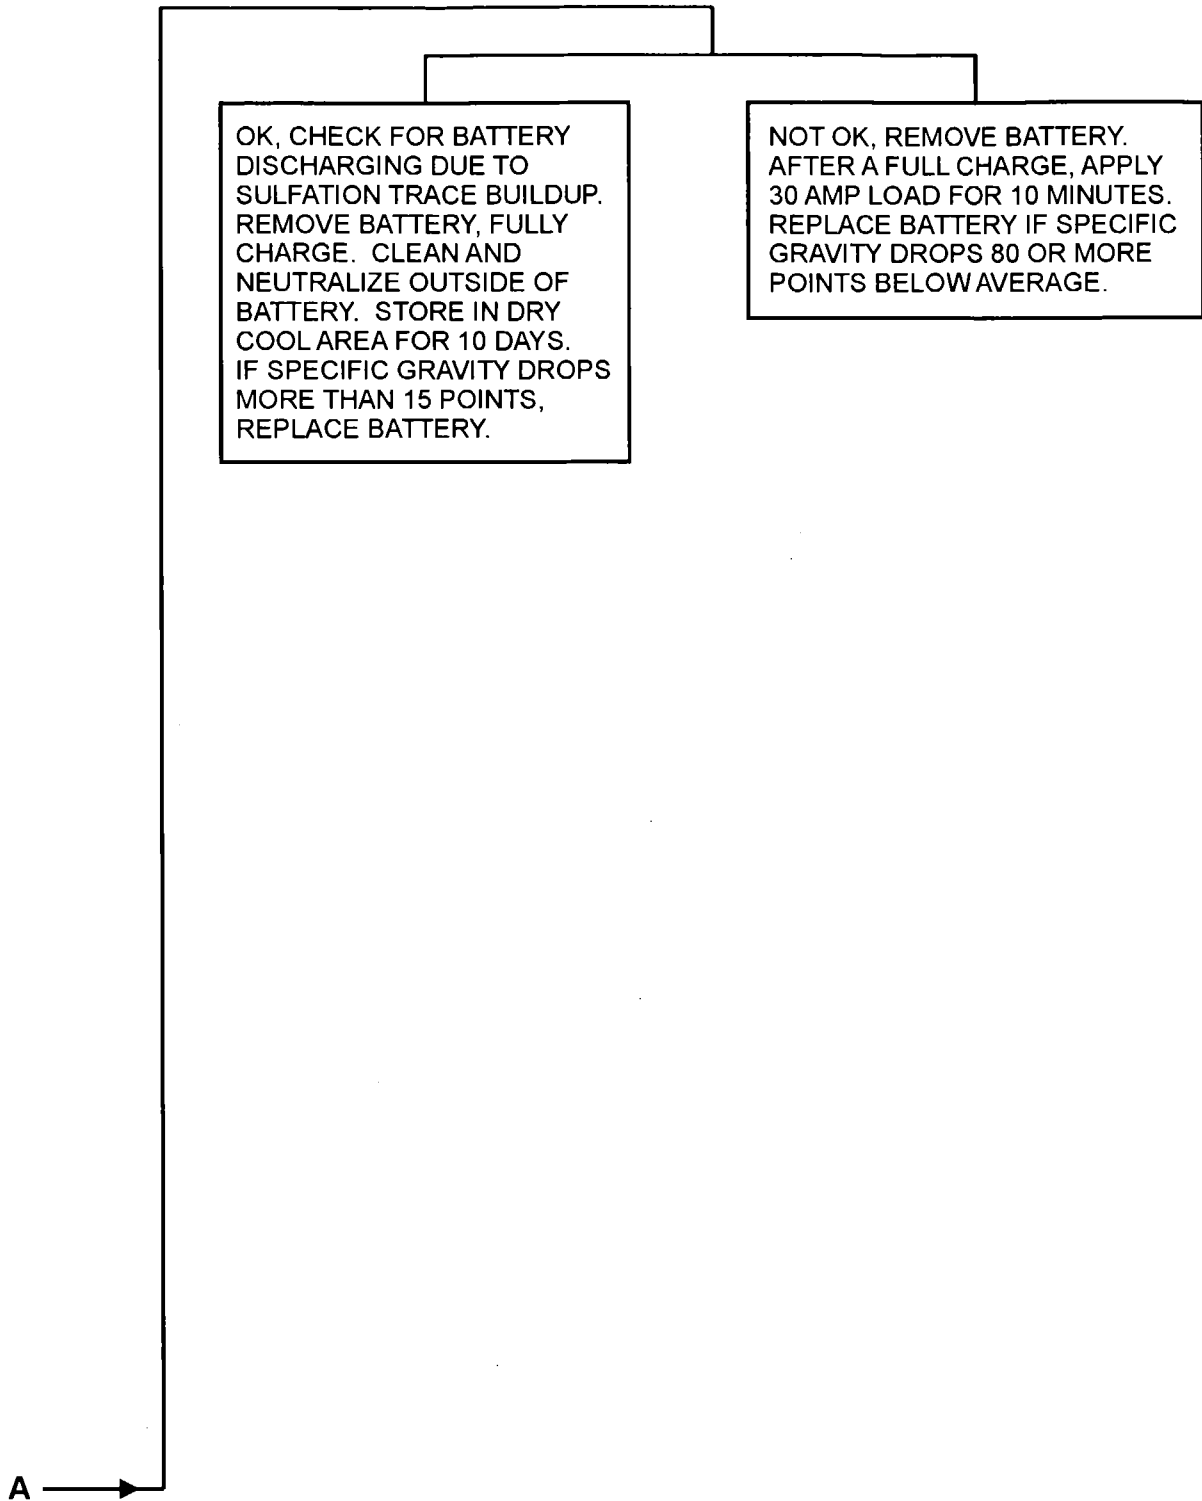 OK, CHECK FOR BATTERY
DISCHARGING DUE TO
SULFATION TRACE BUILDUP.
REMOVE BATTERY, FULLY
CHARGE. CLEAN AND
NEUTRALIZE OUTSIDE OF
BATTERY. STORE IN DRY
COOL AREA FOR 10 DAYS.
IF SPECIFIC GRAVITY DROPS
MORE THAN 15 POINTS,
REPLACE BATTERY.
NOT OK, REMOVE BATTERY.
AFTER A FULL CHARGE, APPLY
30 AMP LOAD FOR 10 MINUTES.
REPLACE BATTERY IF SPECIFIC
GRAVITY DROPS 80 OR MORE
POINTS BELOW AVERAGE.
A